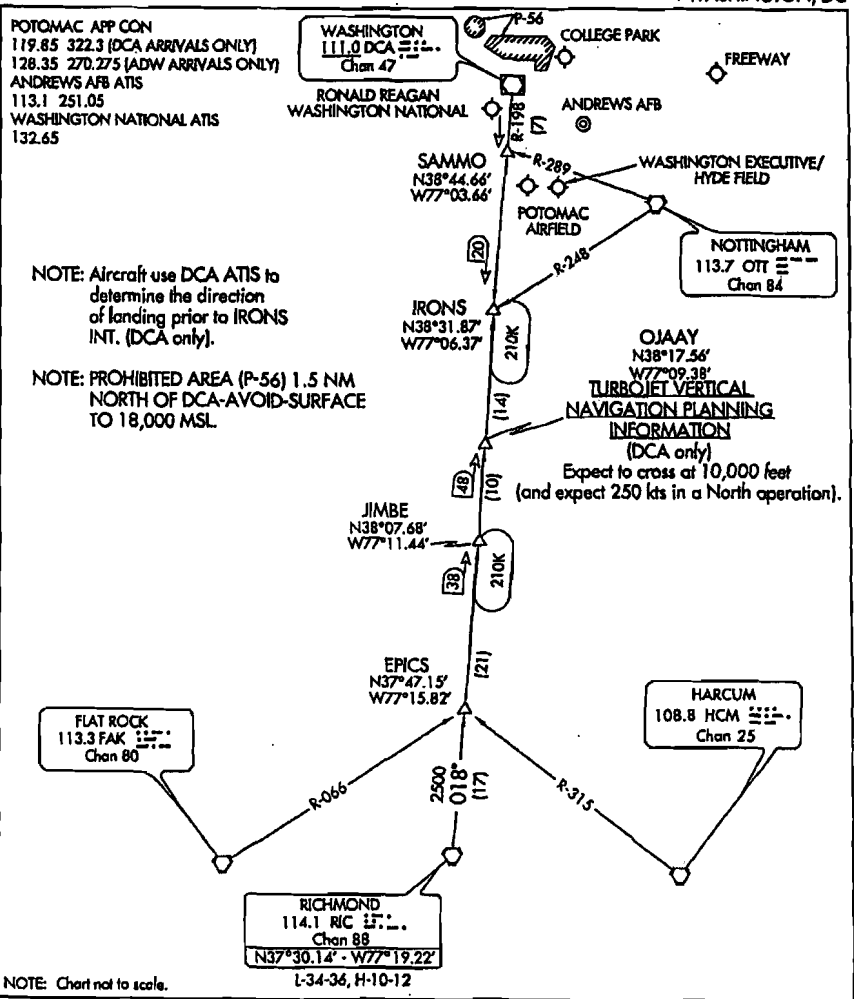 POTOMAC APP CON
119.85 322.3 (DCA ARRIVALS ONLY)
128.35 270.275 (ADW ARRIVALS ONLY)
ANDREWS AFB ATIS
113.1 251.05
WASHINGTON NATIONAL ATIS
132.65
WASHINGTON
111.0 DCA
Chan 47
P-56
COLLEGE PARK
FREEWAY
RONALD REAGAN
WASHINGTON NATIONAL
ANDREWS AFB
R-198
(7)
SAMMO
N38°44.66'
W77°03.66'
R-289
WASHINGTON EXECUTIVE/
HYDE FIELD
POTOMAC
AIRFIELD
NOTTINGHAM
113.7 OTT
Chan 84
R-248
20
NOTE: Aircraft use DCA ATIS to
determine the direction
of landing prior to IRONS
INT. (DCA only).
IRONS
N38°31.87'
W77°06.37'
210K
OJAAY
N38°17.56'
W77°09.38'
TURBOJET VERTICAL
NAVIGATION PLANNING
INFORMATION
(DCA only)
Expect to cross at 10,000 feet
(and expect 250 kts in a North operation).
NOTE: PROHIBITED AREA (P-56) 1.5 NM
NORTH OF DCA-AVOID-SURFACE
TO 18,000 MSL.
(14)
48
(10)
JIMBE
N38°07.68'
W77°11.44'
210K
38
(21)
EPICS
N37°47.15'
W77°15.82'
FLAT ROCK
113.3 FAK
Chan 80
HARCUM
108.8 HCM
Chan 25
R-066
2500
018°
(17)
R-315
RICHMOND
114.1 RIC
Chan 88
N37°30.14' - W77°19.22'
L-34-36, H-10-12
NOTE: Chart not to scale.